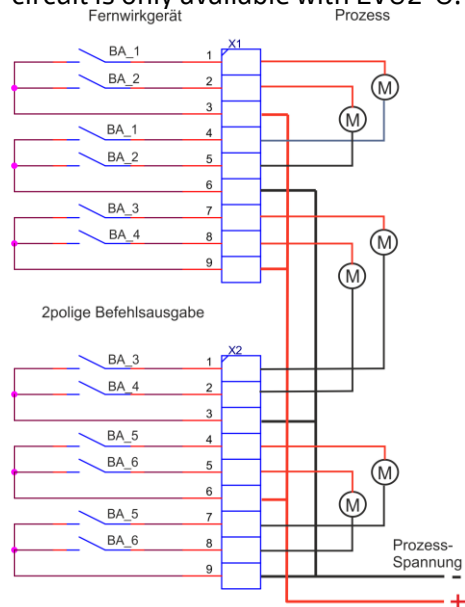 circuit is only available with EVU2-O.
Fernwirkgerät
Prozess
X1
BA_1
1
BA_2
2
3
BA_1
4
BA_2
5
6
BA_3
7
BA_4
8
9
M
M
M
M
2polige Befehlsausgabe
X2
BA_3
1
BA_4
2
3
BA_5
4
BA_6
5
6
BA_5
7
BA_6
8
9
M
M
Prozess-
Spannung
-
+